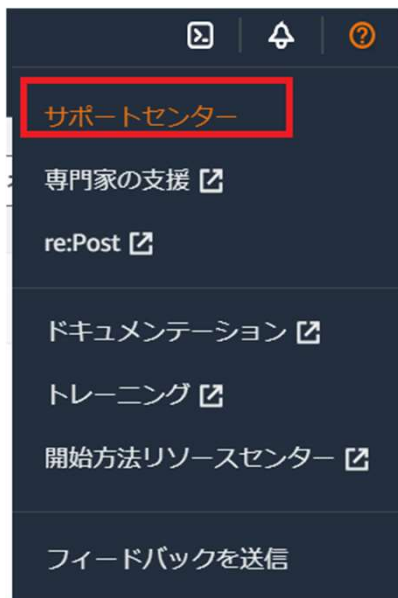 サポートセンター
専門家の支援
re:Post
ドキュメンテーション
トレーニング
開始方法リソースセンター
フィードバックを送信